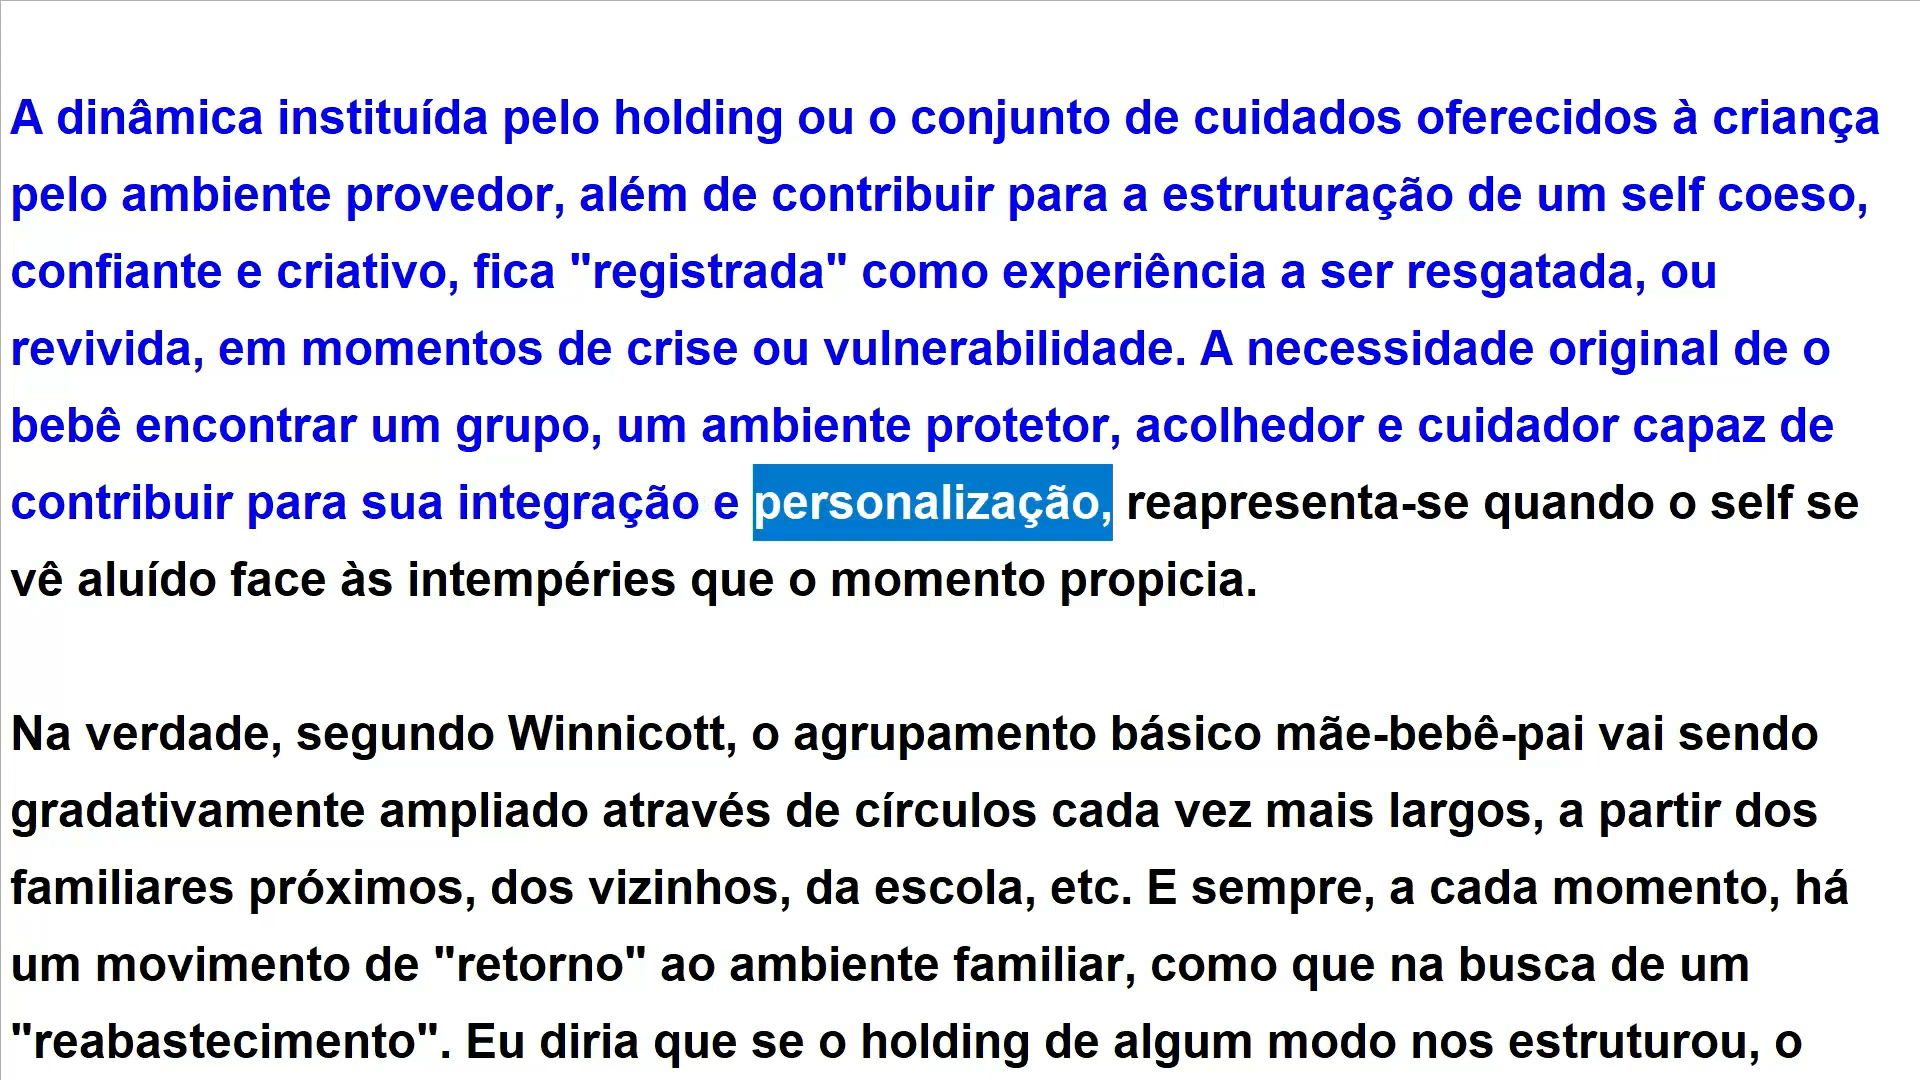 A dinâmica instituída pelo holding ou o conjunto de cuidados oferecidos à criança
pelo ambiente provedor, além de contribuir para a estruturação de um self coeso,
confiante e criativo, fica "registrada" como experiência a ser resgatada, ou
revivida, em momentos de crise ou vulnerabilidade. A necessidade original de o
bebê encontrar um grupo, um ambiente protetor, acolhedor e cuidador capaz de
contribuir para sua integração e personalização, reapresenta-se quando o self se
vê aluído face às intempéries que o momento propicia.
Na verdade, segundo Winnicott, o agrupamento básico mãe-bebê-pai vai sendo
gradativamente ampliado através de círculos cada vez mais largos, a partir dos
familiares próximos, dos vizinhos, da escola, etc. E sempre, a cada momento, há
um movimento de "retorno" ao ambiente familiar, como que na busca de um
"reabastecimento". Eu diria que se o holding de algum modo nos estruturou, o